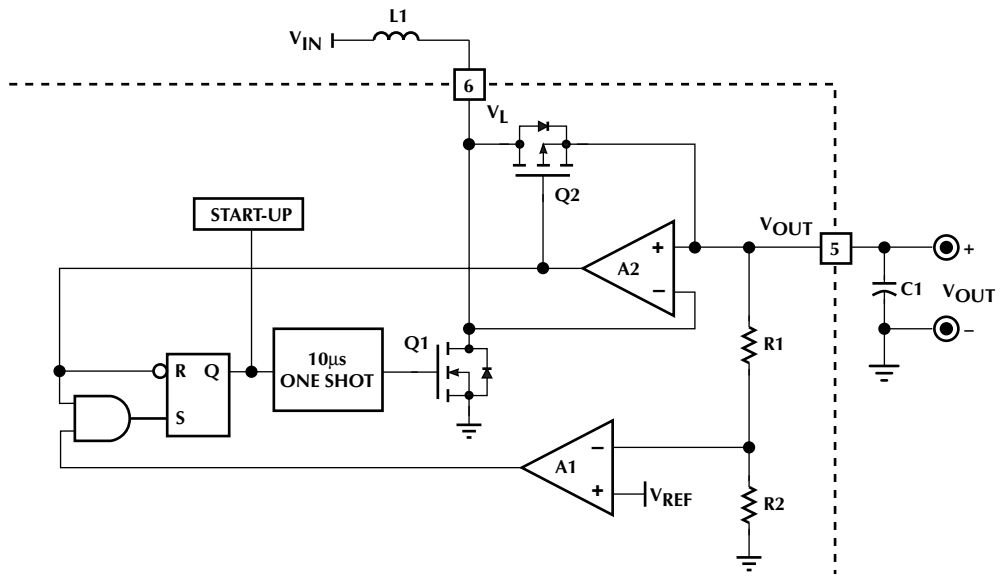 L1
VIN
6
VL
Q2
START-UP
VOUT
5
+
A2
+
−
C1
VOUT
−
Q1
R1
10µs
ONE SHOT
R Q
S
A1
−
+
VREF
R2